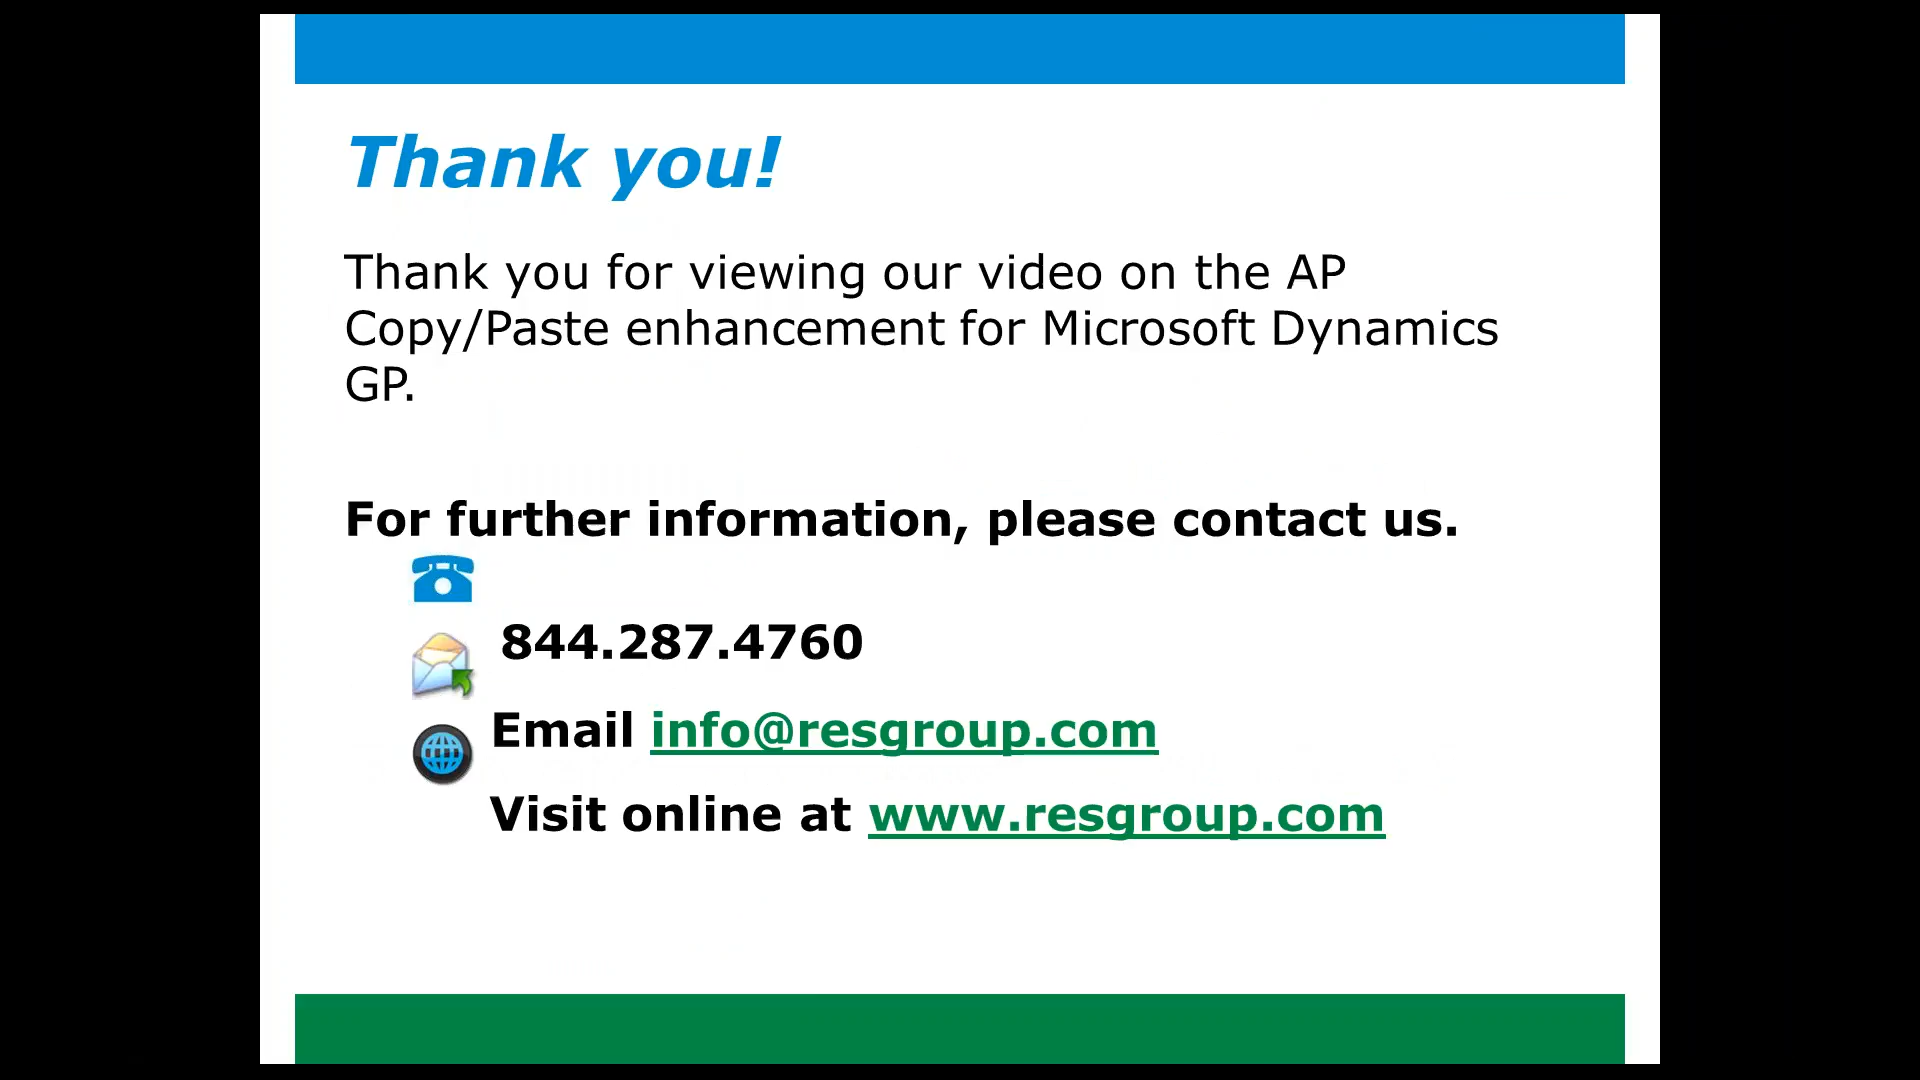 Thank you!
Thank you for viewing our video on the AP
Copy/Paste enhancement for Microsoft Dynamics
GP.
For further information, please contact us.
844.287.4760
Email info@resgroup.com
Visit online at www.resgroup.com